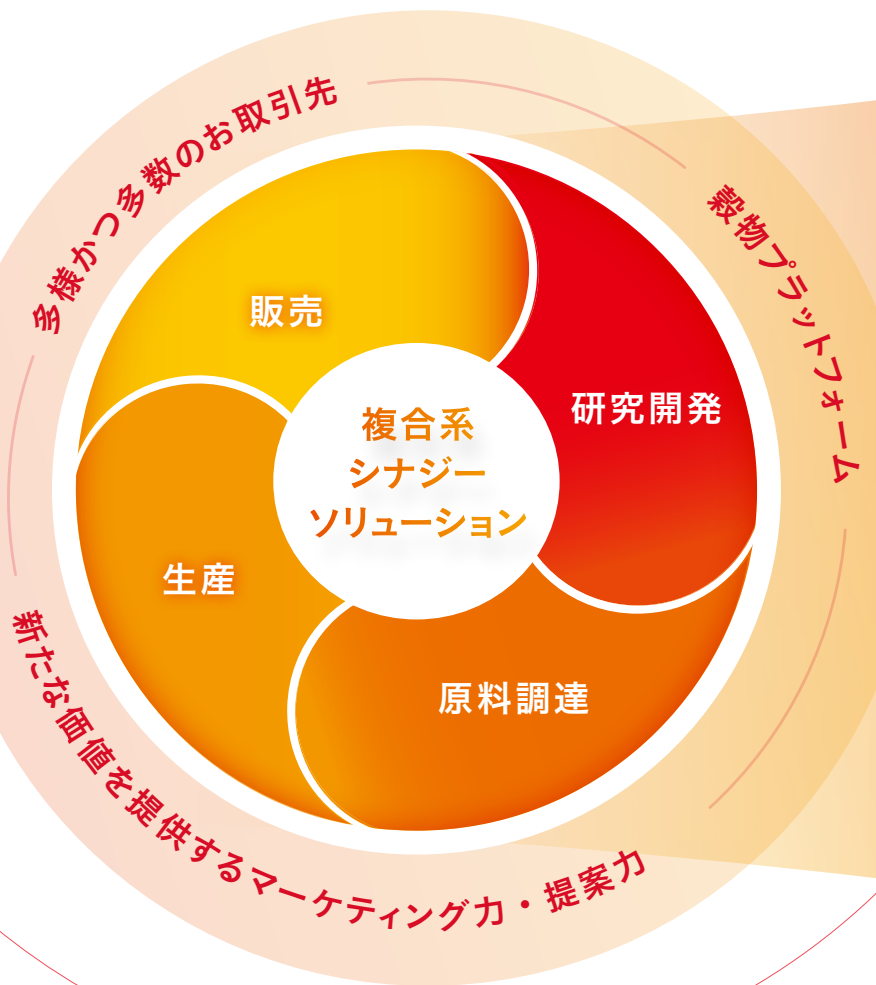 多様かつ多数のお取引先
穀物プラットフォーム
販売
研究開発
複合系
シナジー
ソリューション
生産
原料調達
新たな価値を提供するマーケティング力・提案力